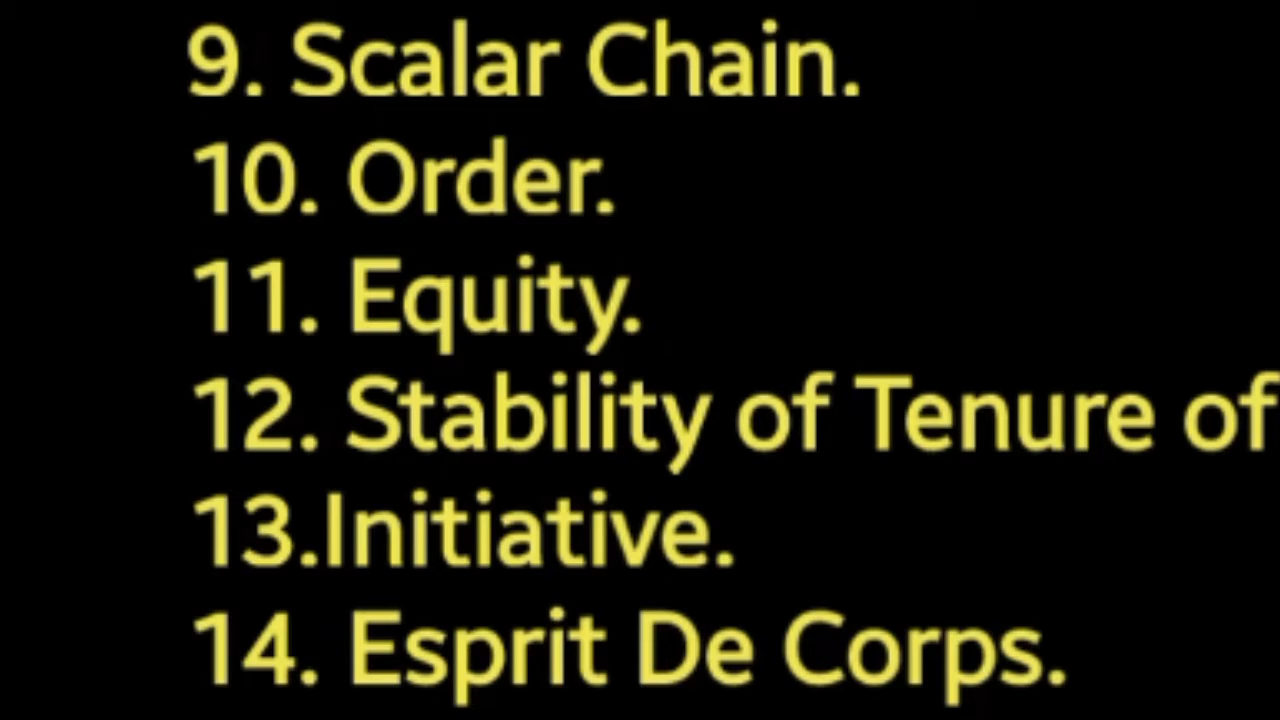 9. Scalar Chain.
10. Order.
11. Equity.
12. Stability of Tenure of
13.Initiative.
14. Esprit De Corps.